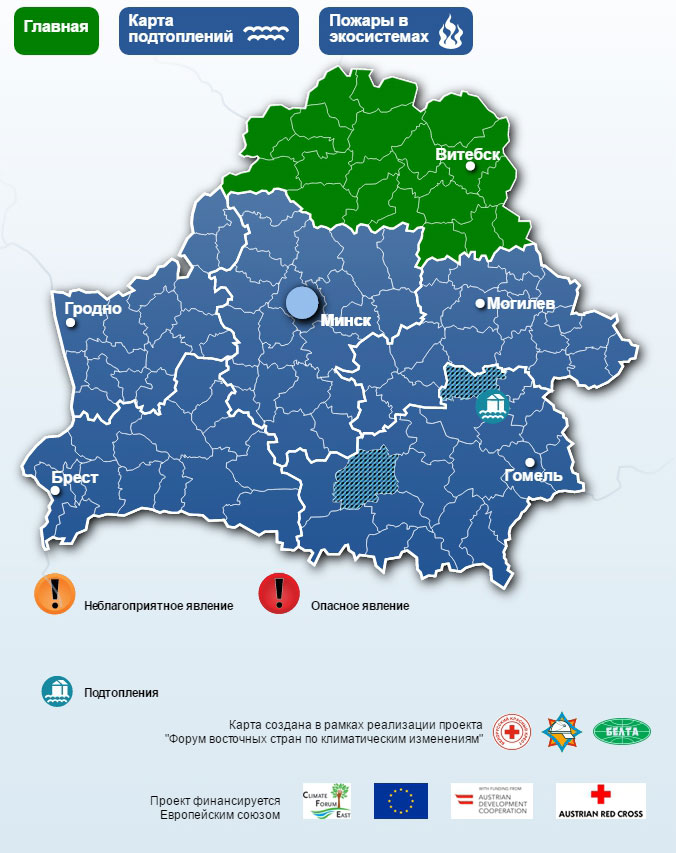 Главная
Карта
подтоплений
Пожары в
экосистемах
Витебск
Гродно
Минск
Могилев
Брест
Гомель
Неблагоприятное явление
Опасное явление
Подтопления
Карта создана в рамках реализации проекта
"Форум восточных стран по климатическим изменениям"
БЕЛТА
Проект финансируется
Европейским союзом
CLIMATE
FORUM
EAST
WITH FUNDING FROM
AUSTRIAN
DEVELOPMENT
COOPERATION
AUSTRIAN RED CROSS